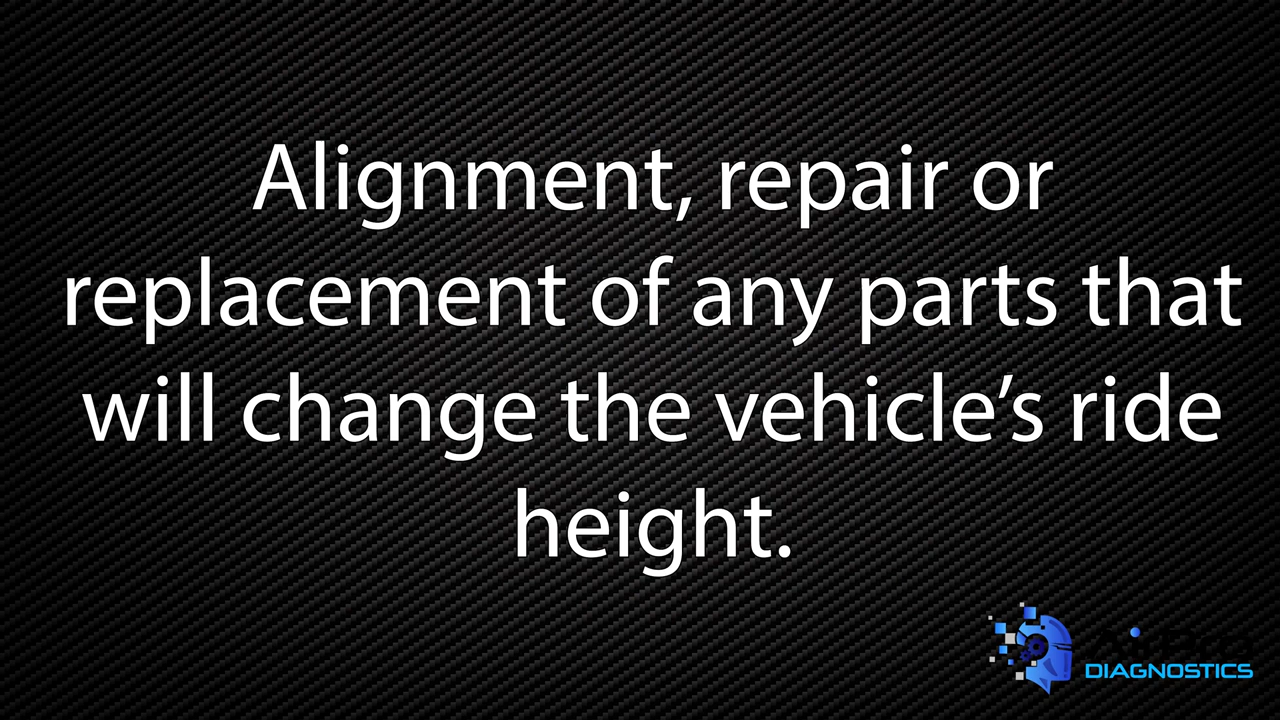 Alignment, repair or
replacement of any parts that
will change the vehicle’s ride
height.
DIAGNOSTICS